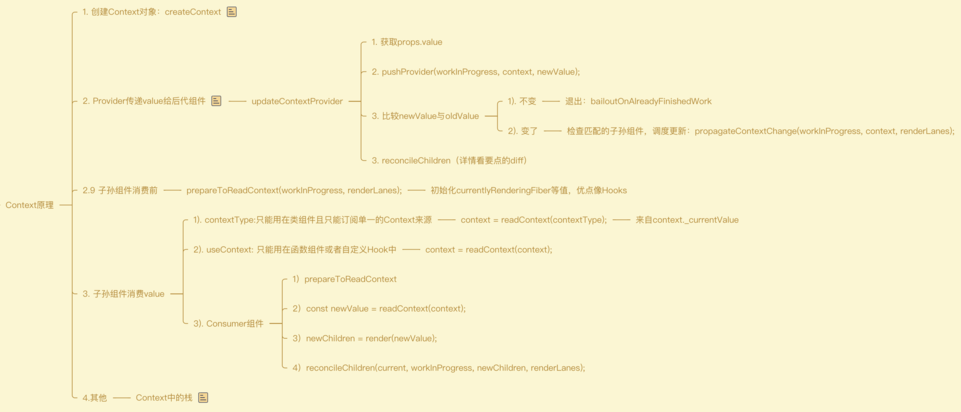 Context原理
1. 创建Context对象：createContext
2. Provider传递value给后代组件
updateContextProvider
1. 获取props.value
2. pushProvider(workInProgress, context, newValue);
3. 比较newValue与oldValue
1). 不变
退出：bailoutOnAlreadyFinishedWork
2). 变了
检查匹配的子孙组件，调度更新：propagateContextChange(workInProgress, context, renderLanes);
3. reconcileChildren（详情看要点的diff）
2.9 子孙组件消费前
prepareToReadContext(workInProgress, renderLanes);
初始化currentlyRenderingFiber等值，优点像Hooks
3. 子孙组件消费value
1). contextType:只能用在类组件且只能订阅单一的Context来源
context = readContext(contextType);
来自context._currentValue
2). useContext: 只能用在函数组件或者自定义Hook中
context = readContext(context);
3). Consumer组件
1）prepareToReadContext
2）const newValue = readContext(context);
3）newChildren = render(newValue);
4）reconcileChildren(current, workInProgress, newChildren, renderLanes);
4.其他
Context中的栈